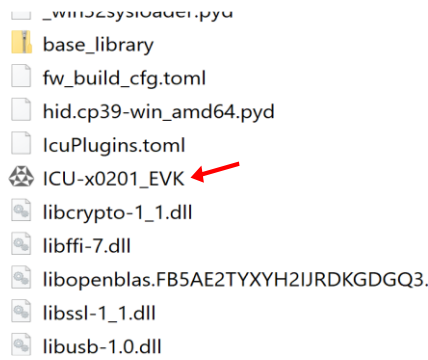 _win32sysloader.pyd
base_library
fw_build_cfg.toml
hid.cp39-win_amd64.pyd
IcuPlugins.toml
ICU-x0201_EVK
libcrypto-1_1.dll
libffi-7.dll
libopenblas.FB5AE2TYXYH2IJRDKGDGQ3.
libssl-1_1.dll
libusb-1.0.dll